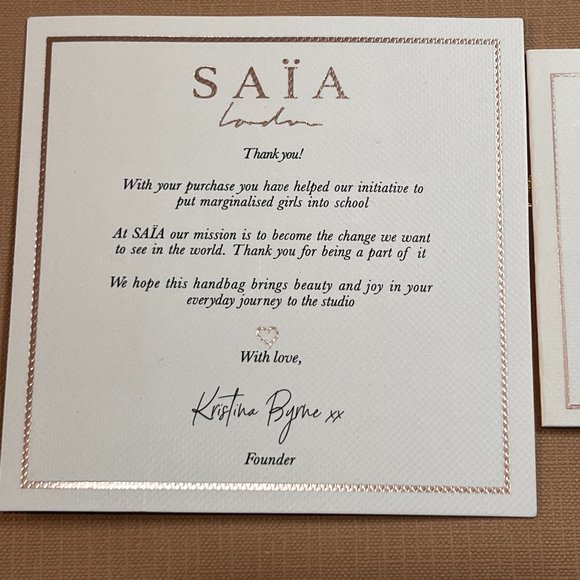 SAÏA
London
Thank you!
With your purchase you have helped our initiative to
put marginalised girls into school
At SAÏA our mission is to become the change we want
to see in the world. Thank you for being a part of it
We hope this handbag brings beauty and joy in your
everyday journey to the studio
With love,
Kristina Byrne xx
Founder